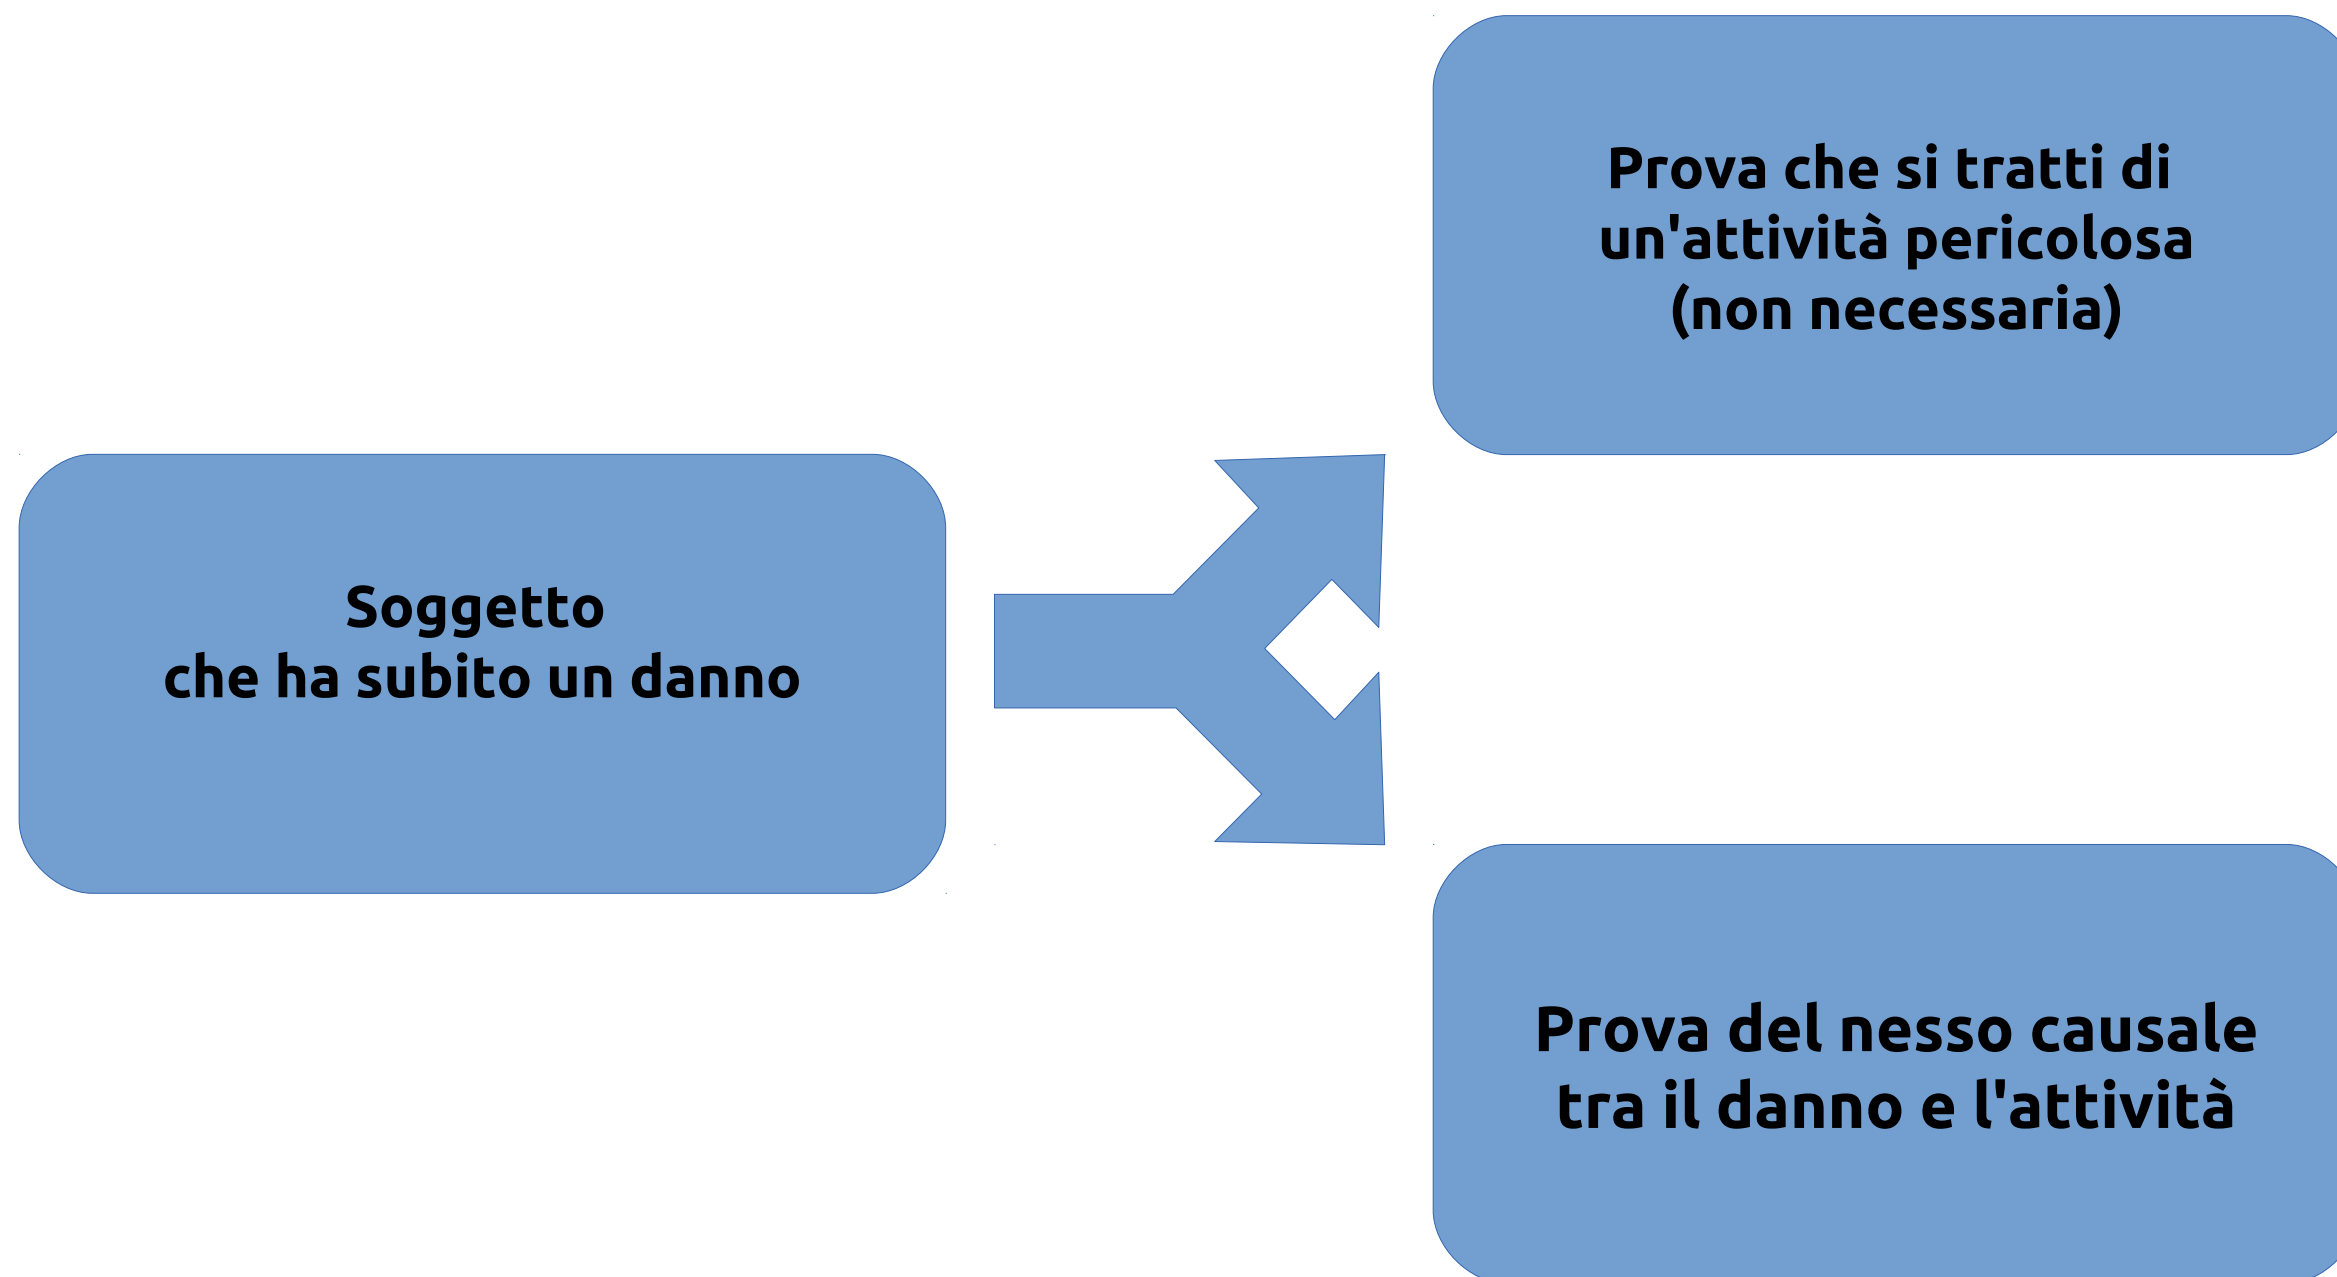 Prova che si tratti di
un'attività pericolosa
(non necessaria)
Soggetto
che ha subito un danno
Prova del nesso causale
tra il danno e l'attività